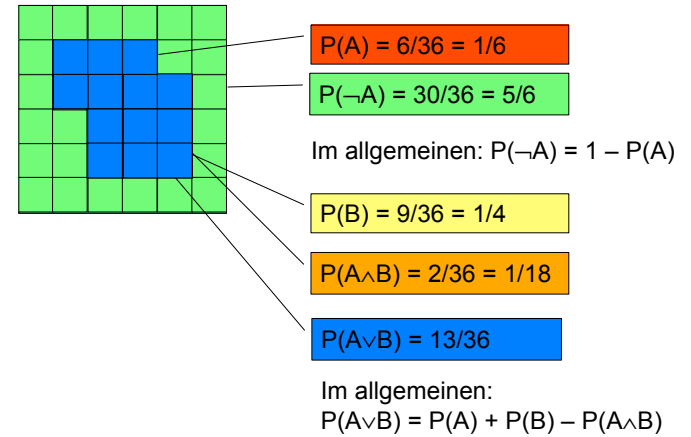 P(A) = 6/36 = 1/6
P(¬A) = 30/36 = 5/6
Im allgemeinen: P(¬A) = 1 – P(A)
P(B) = 9/36 = 1/4
P(A∧B) = 2/36 = 1/18
P(A∨B) = 13/36
Im allgemeinen:
P(A∨B) = P(A) + P(B) – P(A∧B)